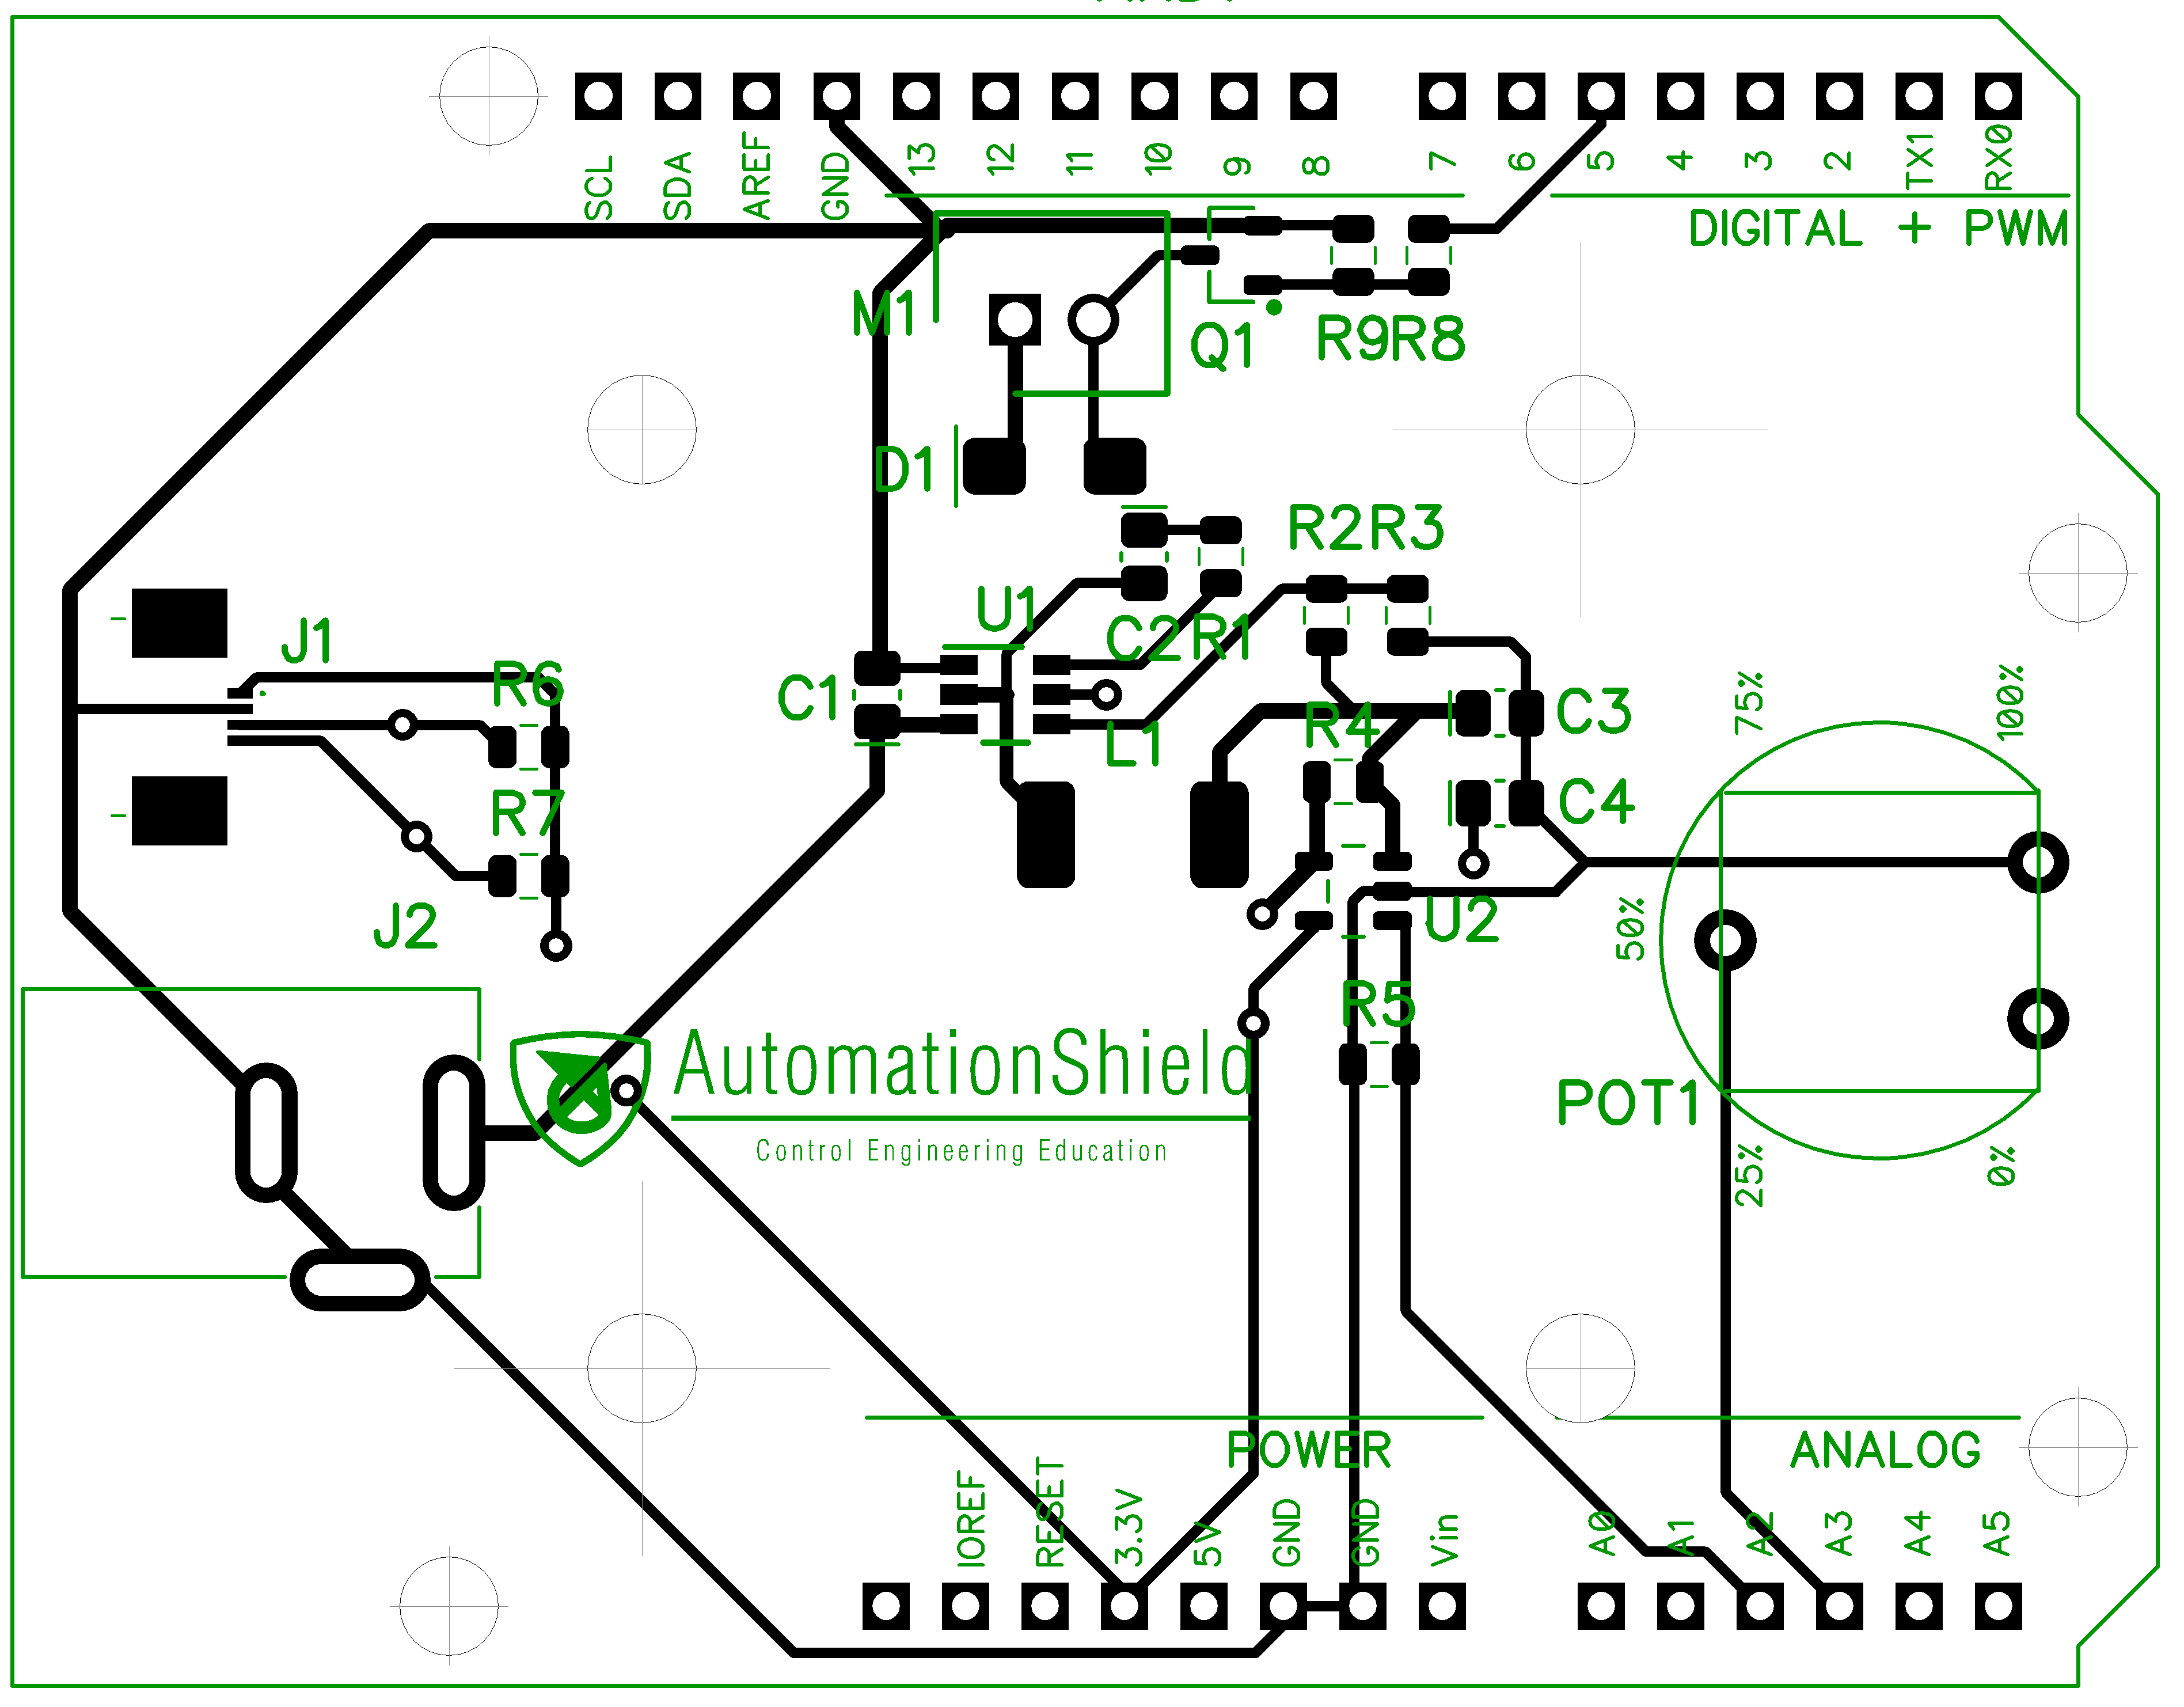 SCL
SDA
AREF
GND
13
12
11
10
9
8
7
6
5
4
3
2
TX1
RX0
DIGITAL + PWM
M1
Q1
R9R8
D1
R2R3
U1
C2R1
J1
R6
C1
L1
R4
C3
75%
100%
R7
C4
J2
U2
50%
R5
AutomationShield
Control Engineering Education
POT1
25%
0%
POWER
ANALOG
IOREF
RESET
3.3V
5V
GND
GND
Vin
A0
A1
A2
A3
A4
A5